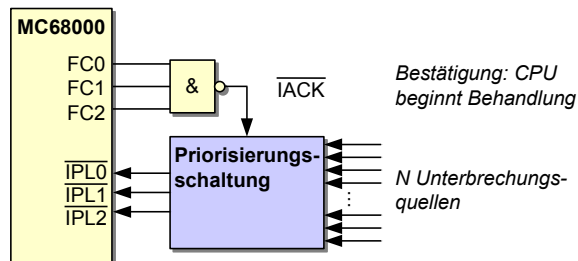 MC68000
FC0
FC1
FC2
&
IACK
Bestätigung: CPU
beginnt Behandlung
IPL0
IPL1
IPL2
Priorisierungs-
schaltung
N Unterbrechungs-
quellen
...